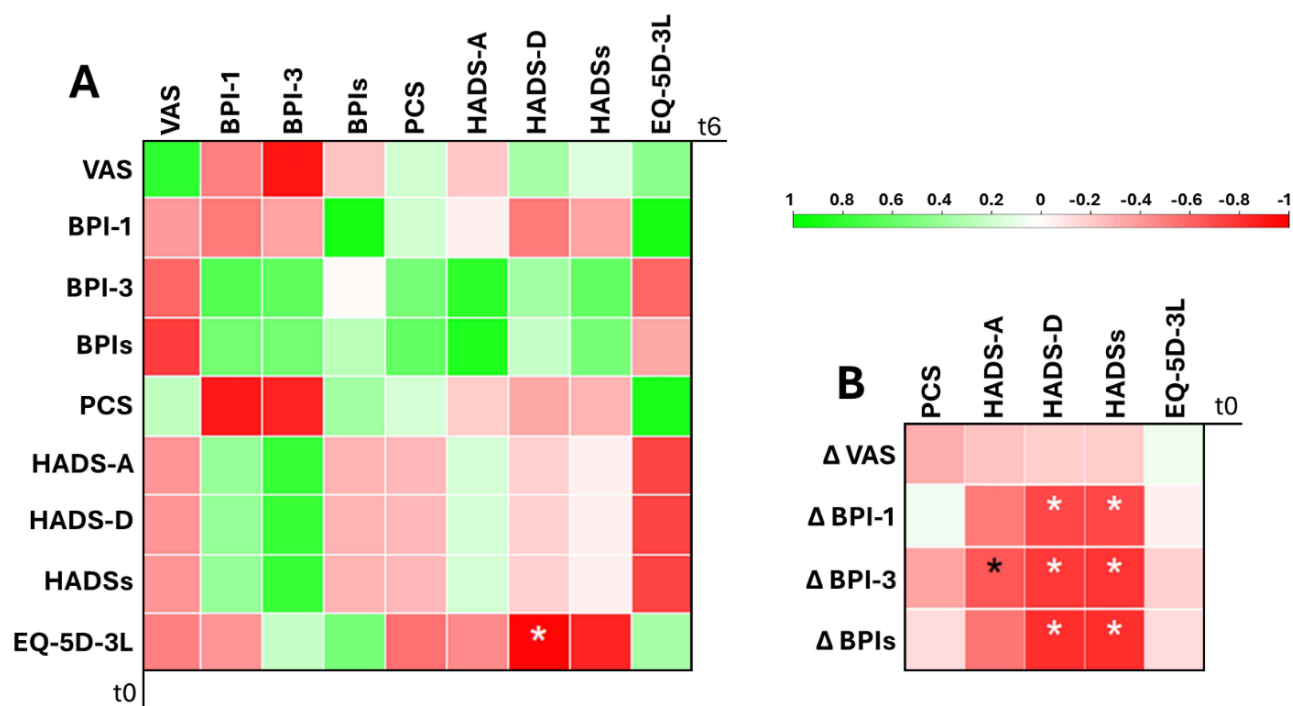 A
VAS BPI-1 BPI-3 BPIs PCS HADS-A HADS-D HADSs EQ-5D-3L
t6
VAS
BPI-1
BPI-3
BPIs
PCS
HADS-A
HADS-D
HADSs
EQ-5D-3L *
t0
1 0.8 0.6 0.4 0.2 0 -0.2 -0.4 -0.6 -0.8 -1
B
PCS HADS-A HADS-D HADSs EQ-5D-3L
t0
Δ VAS
Δ BPI-1 * *
Δ BPI-3 * * *
Δ BPIs * *